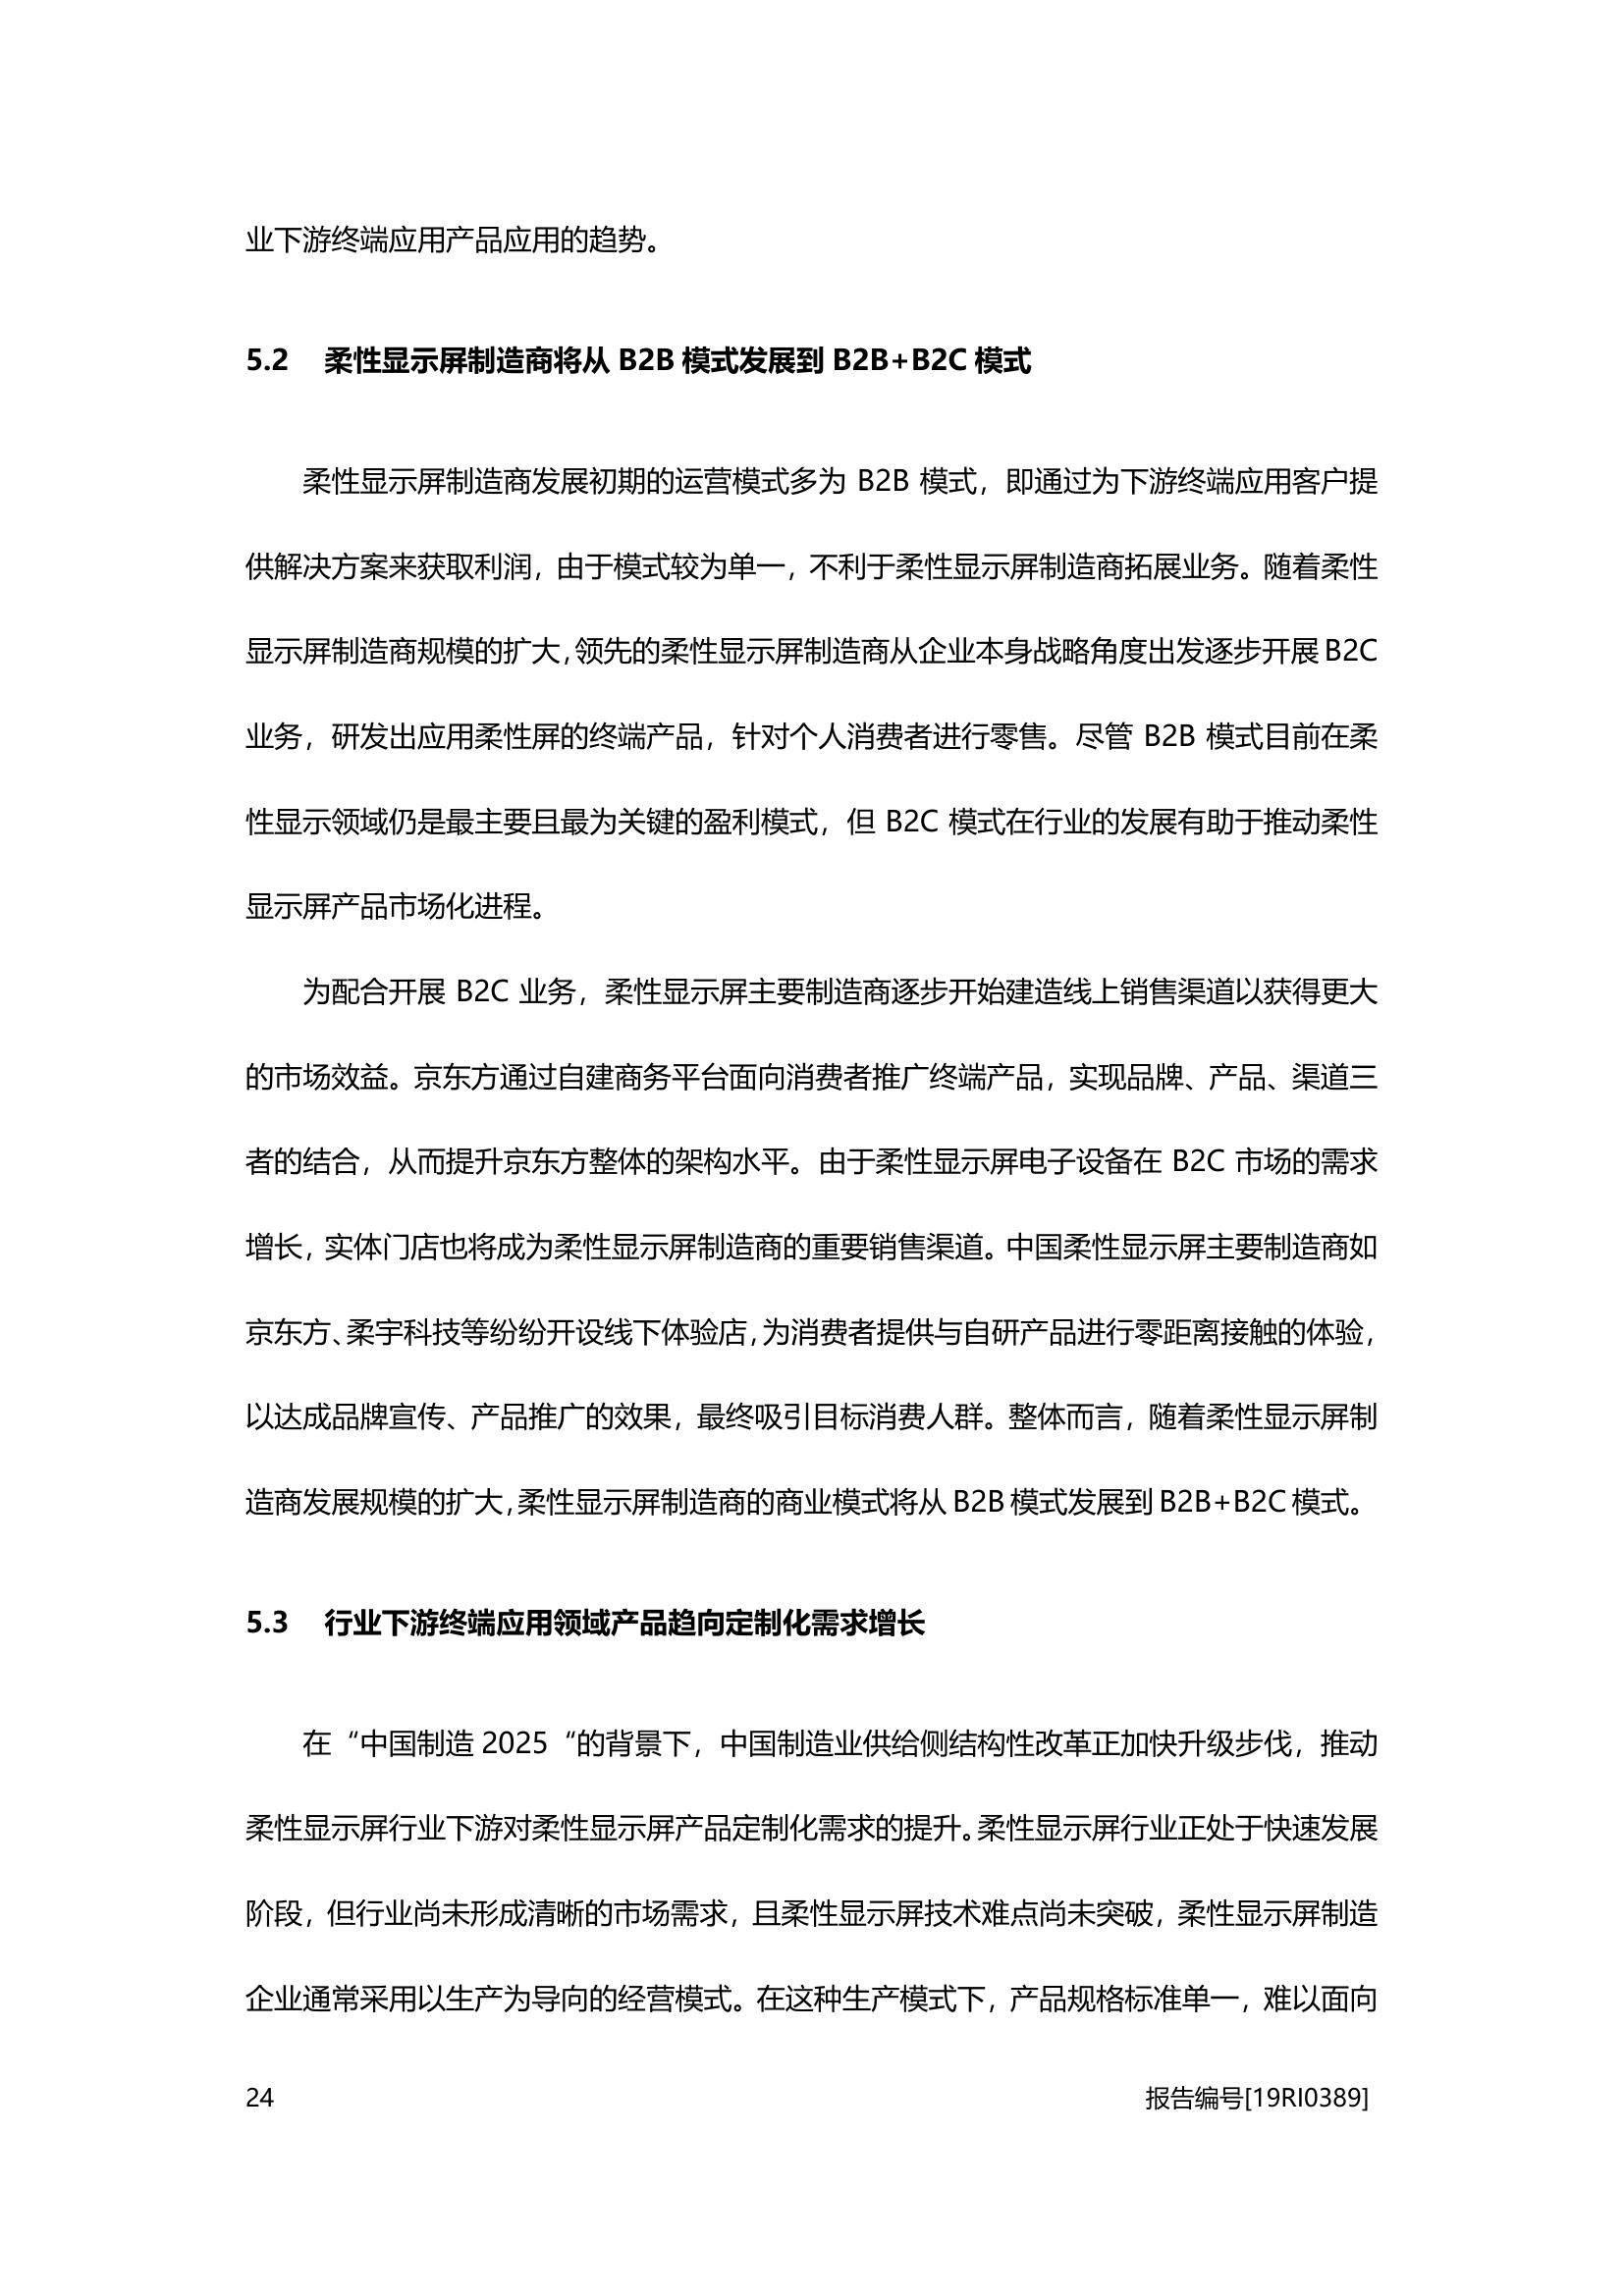 业下游终端应用产品应用的趋势。
5.2 柔性显示屏制造商将从 B2B 模式发展到 B2B+B2C 模式
柔性显示屏制造商发展初期的运营模式多为 B2B 模式，即通过为下游终端应用客户提
供解决方案来获取利润，由于模式较为单一，不利于柔性显示屏制造商拓展业务。随着柔性
显示屏制造商规模的扩大，领先的柔性显示屏制造商从企业本身战略角度出发逐步开展 B2C
业务，研发出应用柔性屏的终端产品，针对个人消费者进行零售。尽管 B2B 模式目前在柔
性显示领域仍是最主要且最为关键的盈利模式，但 B2C 模式在行业的发展有助于推动柔性
显示屏产品市场化进程。
为配合开展 B2C 业务，柔性显示屏主要制造商逐步开始建造线上销售渠道以获得更大
的市场效益。京东方通过自建商务平台面向消费者推广终端产品，实现品牌、产品、渠道三
者的结合，从而提升京东方整体的架构水平。由于柔性显示屏电子设备在 B2C 市场的需求
增长，实体门店也将成为柔性显示屏制造商的重要销售渠道。中国柔性显示屏主要制造商如
京东方、柔宇科技等纷纷开设线下体验店，为消费者提供与自研产品进行零距离接触的体验，
以达成品牌宣传、产品推广的效果，最终吸引目标消费人群。整体而言，随着柔性显示屏制
造商发展规模的扩大，柔性显示屏制造商的商业模式将从 B2B 模式发展到 B2B+B2C 模式。
5.3 行业下游终端应用领域产品趋向定制化需求增长
在“中国制造 2025“的背景下，中国制造业供给侧结构性改革正加快升级步伐，推动
柔性显示屏行业下游对柔性显示屏产品定制化需求的提升。柔性显示屏行业正处于快速发展
阶段，但行业尚未形成清晰的市场需求，且柔性显示屏技术难点尚未突破，柔性显示屏制造
企业通常采用以生产为导向的经营模式。在这种生产模式下，产品规格标准单一，难以面向
24 报告编号[19RI0389]